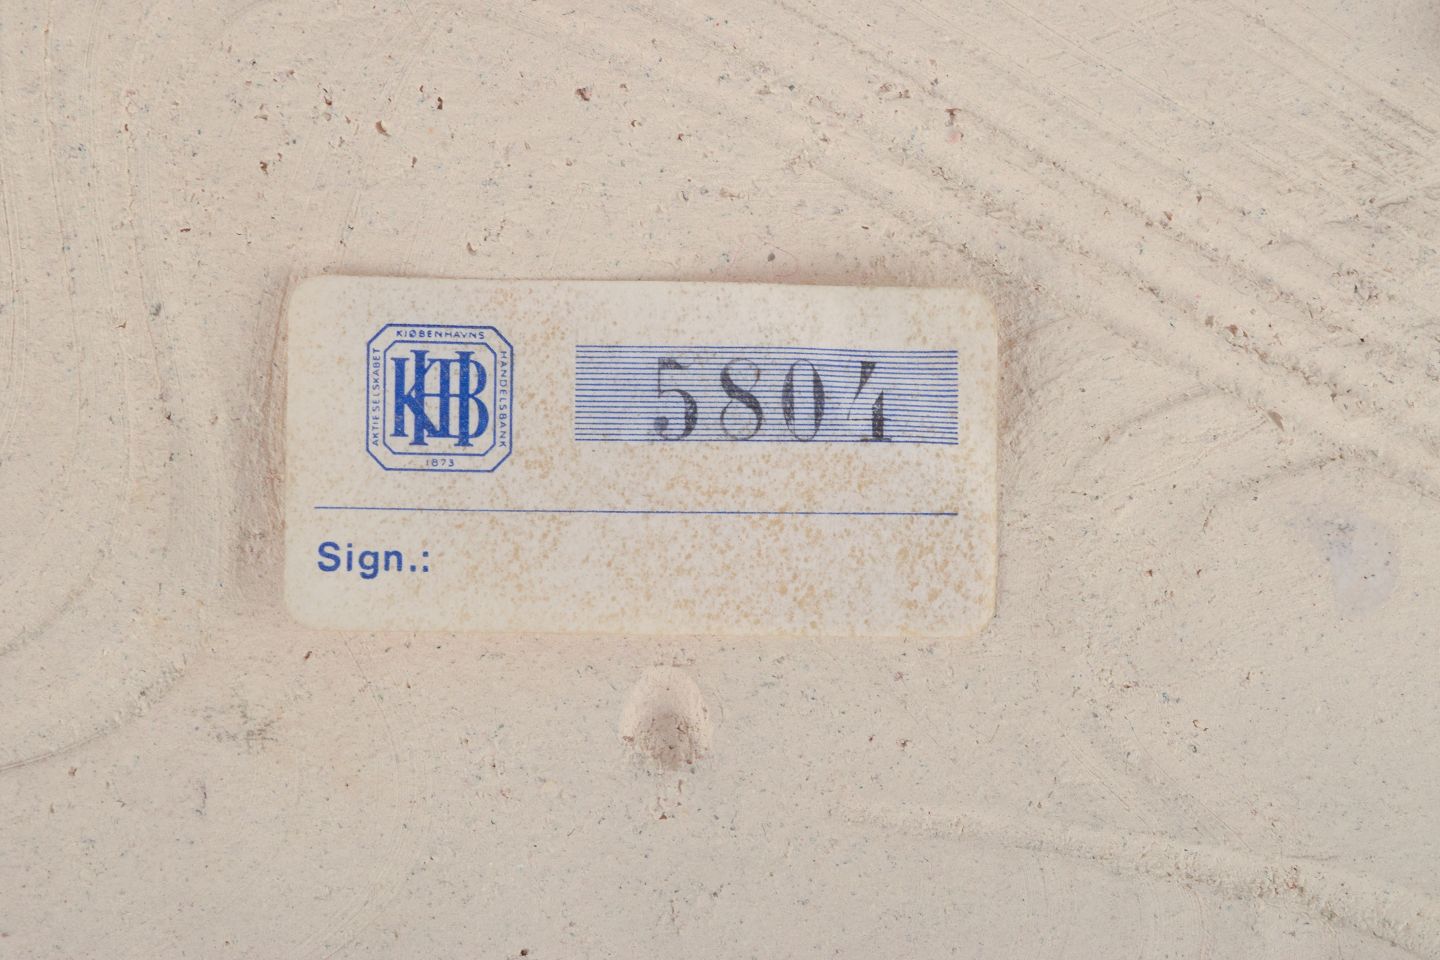 KJØBENHAVNS
AKTIESELSKABET
HANDELSBANK
KHB
1873
5804
Sign.: